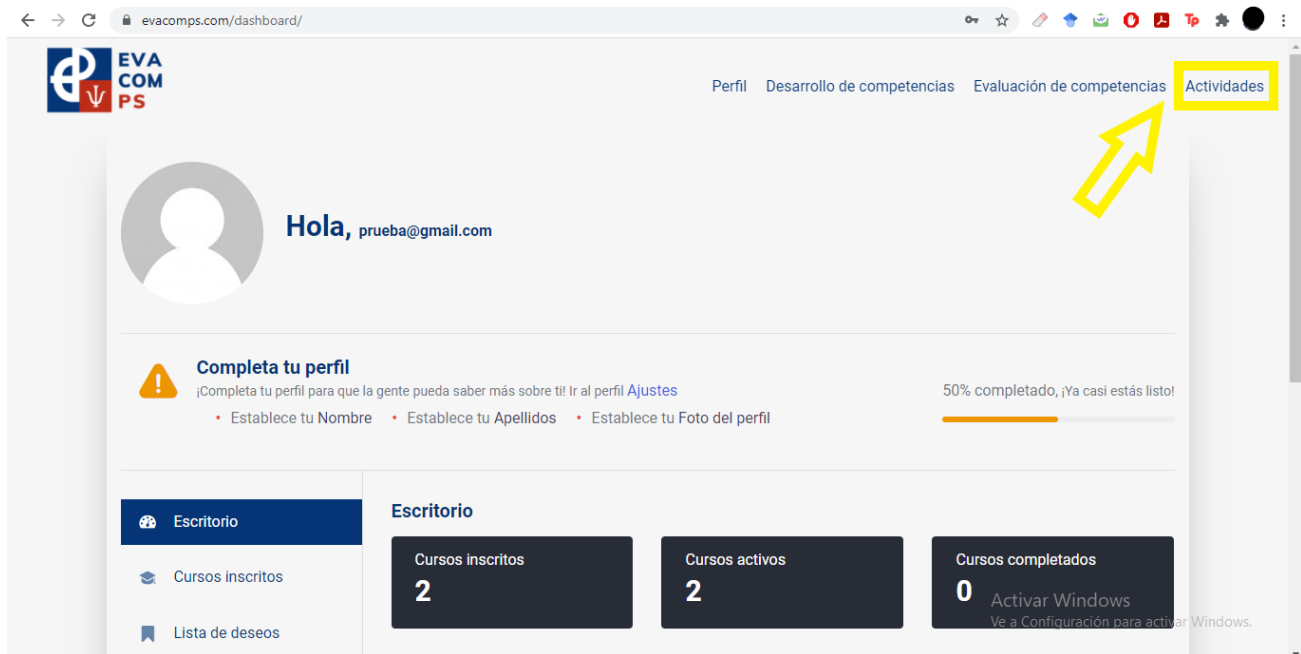 evacomps.com/dashboard/
EVA
COM
PS
Perfil Desarrollo de competencias Evaluación de competencias Actividades
Hola, prueba@gmail.com
Completa tu perfil
¡Completa tu perfil para que la gente pueda saber más sobre ti! Ir al perfil Ajustes
50% completado, ¡Ya casi estás listo!
• Establece tu Nombre • Establece tu Apellidos • Establece tu Foto del perfil
Escritorio
Cursos inscritos
Lista de deseos
Escritorio
Cursos inscritos
2
Cursos activos
2
Cursos completados
0
Activar Windows
Ve a Configuración para activar Windows.